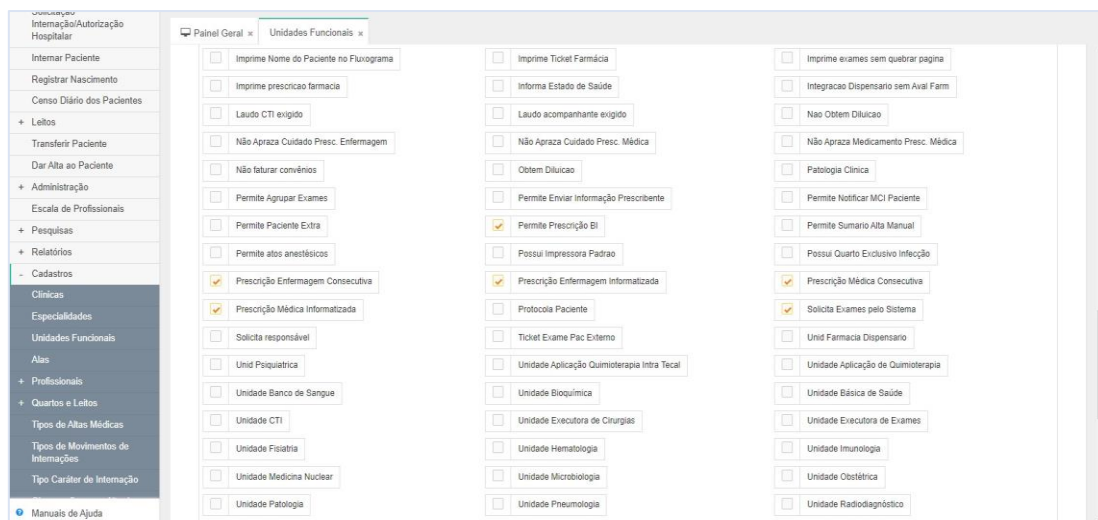 Solicitação
Internação/Autorização
Hospitalar
Internar Paciente
Registrar Nascimento
Censo Diário dos Pacientes
+ Leitos
Transferir Paciente
Dar Alta ao Paciente
+ Administração
Escala de Profissionais
+ Pesquisas
+ Relatórios
- Cadastros
Clínicas
Especialidades
Unidades Funcionais
Alas
+ Profissionais
+ Quartos e Leitos
Tipos de Altas Médicas
Tipos de Movimentos de
Internações
Tipo Caráter de Internação
Manuais de Ajuda
Painel Geral × Unidades Funcionais ×
Imprime Nome do Paciente no Fluxograma Imprime Ticket Farmácia Imprime exames sem quebrar pagina
Imprime prescricao farmacia Informa Estado de Saúde Integracao Dispensario sem Aval Farm
Laudo CTI exigido Laudo acompanhante exigido Nao Obtem Diluicao
Não Apraza Cuidado Presc. Enfermagem Não Apraza Cuidado Presc. Médica Não Apraza Medicamento Presc. Médica
Não faturar convênios Obtem Diluicao Patologia Clinica
Permite Agrupar Exames Permite Enviar Informação Prescribente Permite Notificar MCI Paciente
Permite Paciente Extra Permite Prescrição BI Permite Sumario Alta Manual
Permite atos anestésicos Possui Impressora Padrao Possui Quarto Exclusivo Infecção
Prescrição Enfermagem Consecutiva Prescrição Enfermagem Informatizada Prescrição Médica Consecutiva
Prescrição Médica Informatizada Protocola Paciente Solicita Exames pelo Sistema
Solicita responsável Ticket Exame Pac Externo Unid Farmacia Dispensario
Unid Psiquiatrica Unidade Aplicação Quimioterapia Intra Tecal Unidade Aplicação de Quimioterapia
Unidade Banco de Sangue Unidade Bioquímica Unidade Básica de Saúde
Unidade CTI Unidade Executora de Cirurgias Unidade Executora de Exames
Unidade Fisiatria Unidade Hematologia Unidade Imunologia
Unidade Medicina Nuclear Unidade Microbiologia Unidade Obstétrica
Unidade Patologia Unidade Pneumologia Unidade Radiodiagnóstico